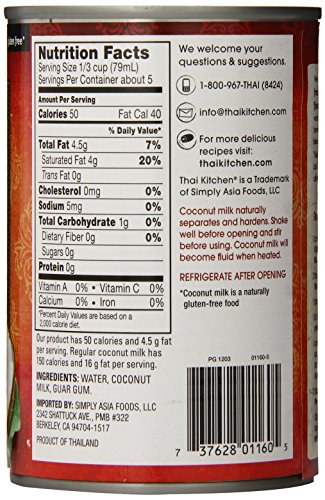 ten free*
Nutrition Facts
Serving Size 1/3 cup (79mL)
Servings Per Container about 5
Amount Per Serving
Calories 50 Fat Cal 40
% Daily Value*
Total Fat 4.5g 7%
Saturated Fat 4g 20%
Trans Fat 0g
Cholesterol 0mg 0%
Sodium 5mg 0%
Total Carbohydrate 1g 0%
Dietary Fiber 0g 0%
Sugars 0g
Protein 0g
Vitamin A 0% • Vitamin C 0%
Calcium 0% • Iron 0%
*Percent Daily Values are based on a
2,000 calorie diet.
Our product has 50 calories and 4.5 g fat
per serving. Regular coconut milk has
150 calories and 16 g fat per serving.
INGREDIENTS: WATER, COCONUT
MILK, GUAR GUM.
IMPORTED BY: SIMPLY ASIA FOODS, LLC
2342 SHATTUCK AVE., PMB #322
BERKELEY, CA 94704-1517
PRODUCT OF THAILAND
We welcome your
questions & suggestions.
1-800-967-THAI (8424)
info@thaikitchen.com
For more delicious
recipes visit:
thaikitchen.com
Thai Kitchen® is a Trademark
of Simply Asia Foods, LLC
Coconut milk naturally
separates and hardens. Shake
well before opening and stir
before using. Coconut milk will
become fluid when heated.
REFRIGERATE AFTER OPENING
*Coconut milk is a naturally
gluten-free food
PG 1203 01160-5
7 37628 01160 5